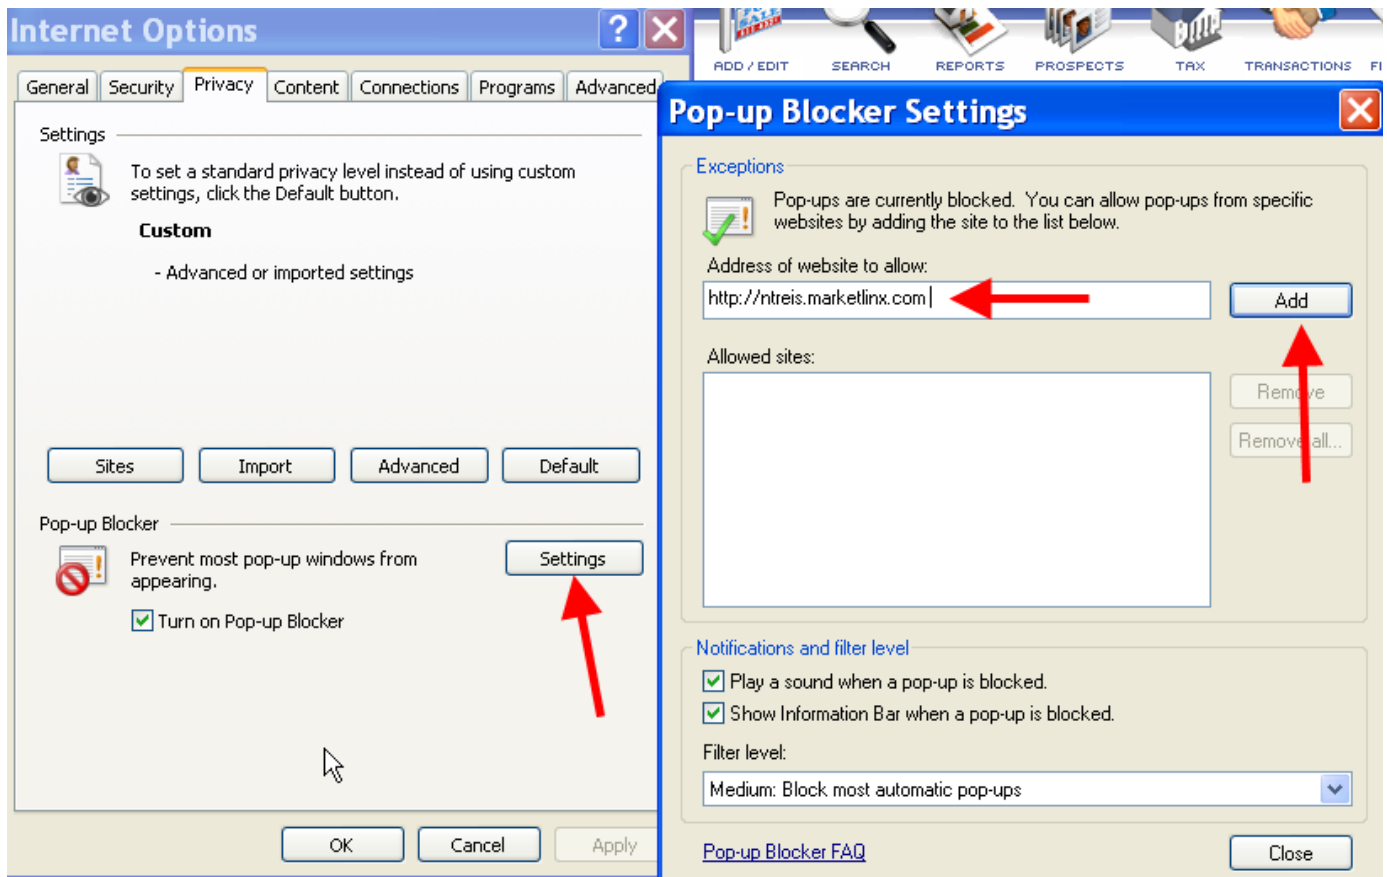 Internet Options
General Security Privacy Content Connections Programs Advanced
Settings
To set a standard privacy level instead of using custom
settings, click the Default button.
Custom
- Advanced or imported settings
Sites Import Advanced Default
Pop-up Blocker
Prevent most pop-up windows from
appearing.
Settings
Turn on Pop-up Blocker
OK Cancel Apply
SALE
ADD / EDIT SEARCH REPORTS PROSPECTS TAX TRANSACTIONS FI
Pop-up Blocker Settings
Exceptions
Pop-ups are currently blocked. You can allow pop-ups from specific
websites by adding the site to the list below.
Address of website to allow:
http://ntreis.marketlinx.com
Add
Allowed sites:
Remove
Remove all...
Notifications and filter level
Play a sound when a pop-up is blocked.
Show Information Bar when a pop-up is blocked.
Filter level:
Medium: Block most automatic pop-ups
Pop-up Blocker FAQ
Close